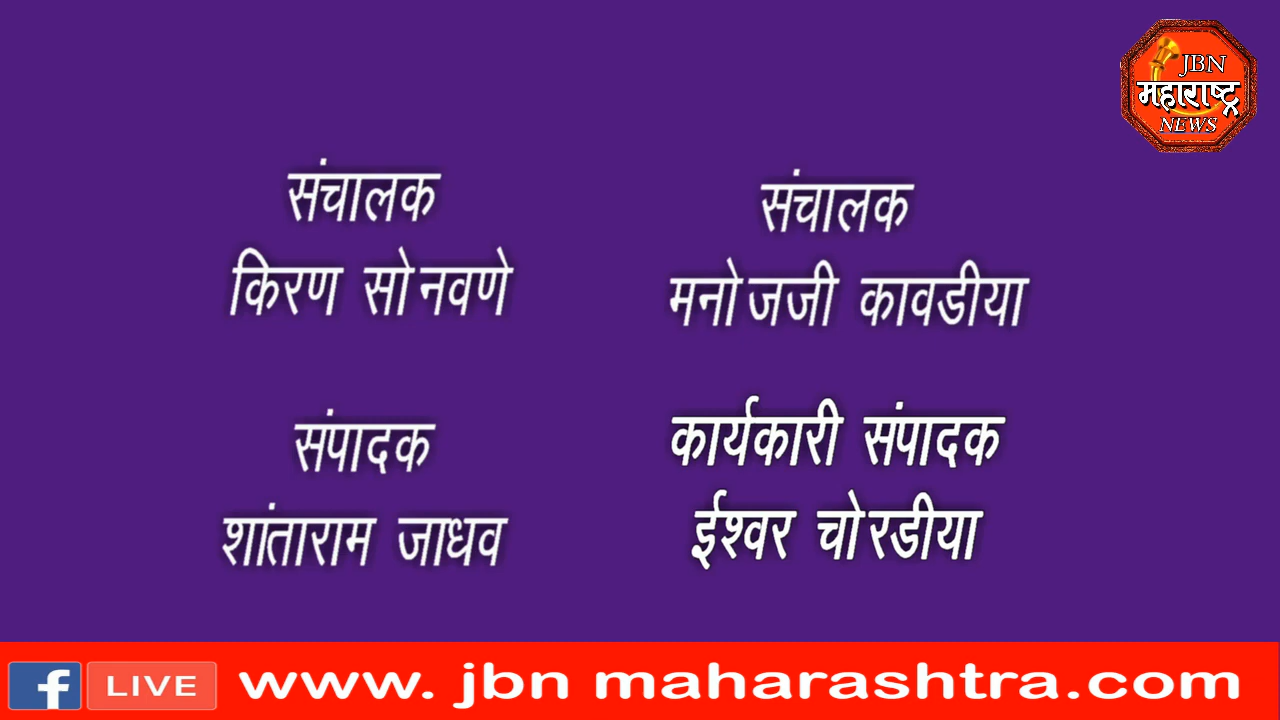 JBN
महाराष्ट्र
NEWS
संचालक
किरण सोनवणे
संचालक
मनोजजी कावडीया
संपादक
शांताराम जाधव
कार्यकारी संपादक
ईश्वर चोरडीया
f LIVE www. jbn maharashtra.com